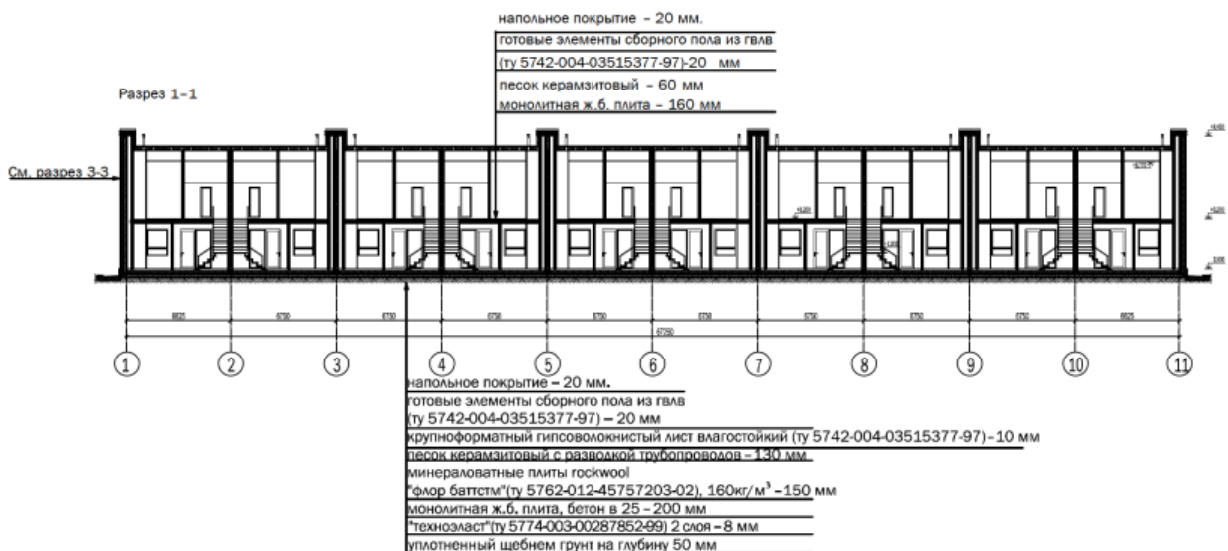 напольное покрытие – 20 мм.
готовые элементы сборного пола из гвлв
(ту 5742-004-03515377-97)-20 мм
песок керамзитовый – 60 мм
монолитная ж.б. плита – 160 мм
Разрез 1-1
См. разрез 3-3
6625 6750 6750 6750 6750 6750 6750 6750 6750 6625
67250
1 2 3 4 5 6 7 8 9 10 11
напольное покрытие – 20 мм.
готовые элементы сборного пола из гвлв
(ту 5742-004-03515377-97) – 20 мм
крупноформатный гипсоволокнистый лист влагостойкий (ту 5742-004-03515377-97) – 10 мм
песок керамзитовый с разводкой трубопроводов – 130 мм
минераловатные плиты rockwool
"флор баттстм"(ту 5762-012-45757203-02), 160кг/м³ –150 мм
монолитная ж.б. плита, бетон в 25 – 200 мм
"техноэласт"(ту 5774-003-00287852-99) 2 слоя – 8 мм
уплотненный щебнем грунт на глубину 50 мм